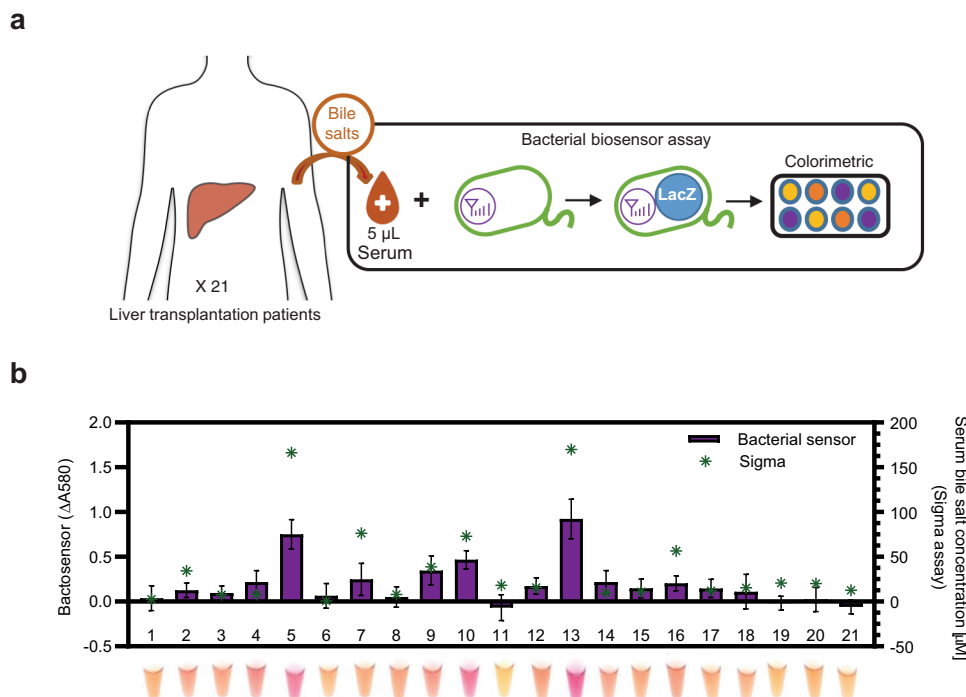 a
Bile
salts
Bacterial biosensor assay
Colorimetric
LacZ
+
5 µL
Serum
X 21
Liver transplantation patients
b
Bactosensor (ΔA580)
2.0
1.5
1.0
0.5
0.0
-0.5
Bacterial sensor
Sigma
200
150
100
50
0
-50
Serum bile salt concentration [µM]
(Sigma assay)
1 2 3 4 5 6 7 8 9 10 11 12 13 14 15 16 17 18 19 20 21